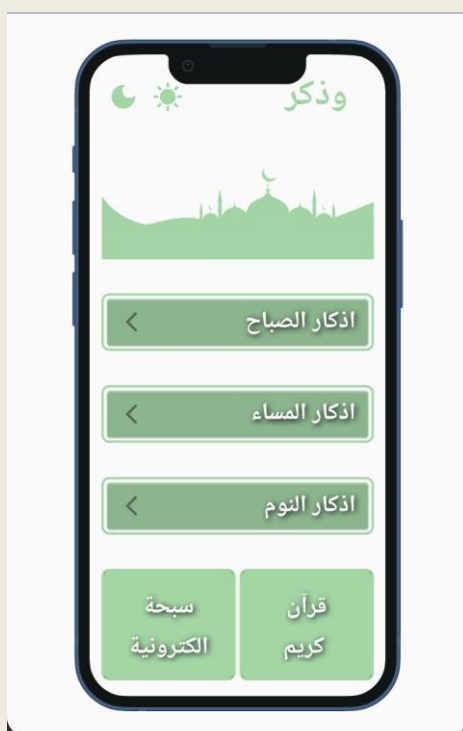 وذكر
اذكار الصباح
اذكار المساء
اذكار النوم
قرآن
كريم
سبحة
الكترونية